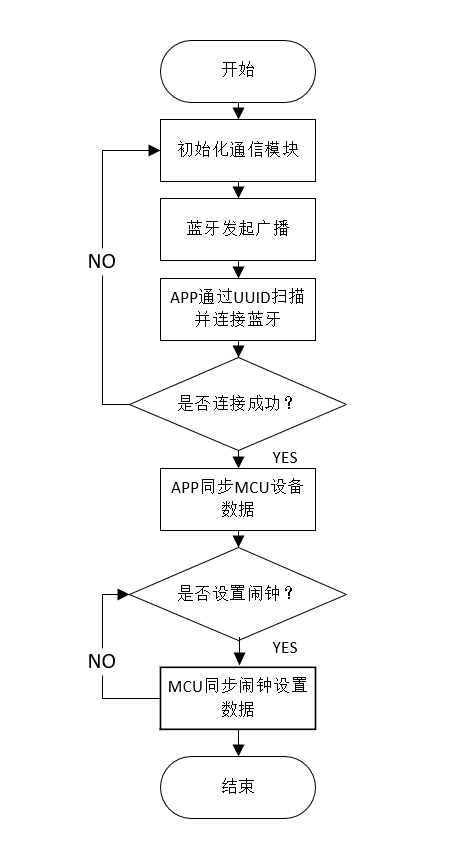 开始
初始化通信模块
蓝牙发起广播
NO
APP通过UUID扫描
并连接蓝牙
是否连接成功？
YES
APP同步MCU设备
数据
是否设置闹钟？
YES
NO
MCU同步闹钟设置
数据
结束